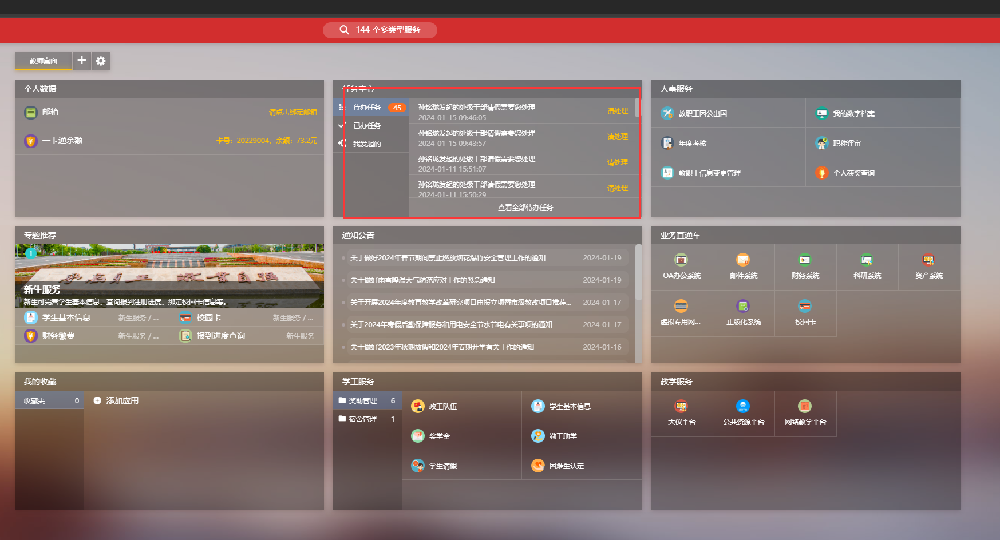 144 个多类型服务
教师桌面
个人数据
邮箱
请点击绑定邮箱
一卡通余额
卡号：20229004，余额：73.2元
任务中心
待办任务 45
已办任务
我发起的
孙铭珑发起的处级干部请假需要您处理
2024-01-15 09:46:05
请处理
孙铭珑发起的处级干部请假需要您处理
2024-01-15 09:43:57
请处理
孙铭珑发起的处级干部请假需要您处理
2024-01-11 15:51:07
请处理
孙铭珑发起的处级干部请假需要您处理
2024-01-11 15:50:29
请处理
查看全部待办任务
人事服务
教职工因公出国
我的数字档案
年度考核
职称评审
教职工信息变更管理
个人获奖查询
专题推荐
1
新生服务
新生可完善学生基本信息、查询报到注册进度、绑定校园卡信息等。
学生基本信息 新生服务 / ...
校园卡 新生服务 / ...
财务缴费 新生服务 / ...
报到进度查询 新生服务
通知公告
关于做好2024年春节期间禁止燃放烟花爆竹安全管理工作的通知 2024-01-19
关于做好雨雪降温天气防范应对工作的紧急通知 2024-01-19
关于开展2024年度教育教学改革研究项目申报立项暨市级教改项目推荐... 2024-01-17
关于2024年寒假后勤保障服务和用电安全节水节电有关事项的通知 2024-01-17
关于做好2023年秋期放假和2024年春期开学有关工作的通知 2024-01-16
业务直通车
OA办公系统
邮件系统
财务系统
科研系统
资产系统
虚拟专用网...
正版化系统
校园卡
我的收藏
收藏夹 0
添加应用
学工服务
奖助管理 6
宿舍管理 1
政工队伍
学生基本信息
奖学金
勤工助学
学生请假
困难生认定
教学服务
大仪平台
公共资源平台
网络教学平台